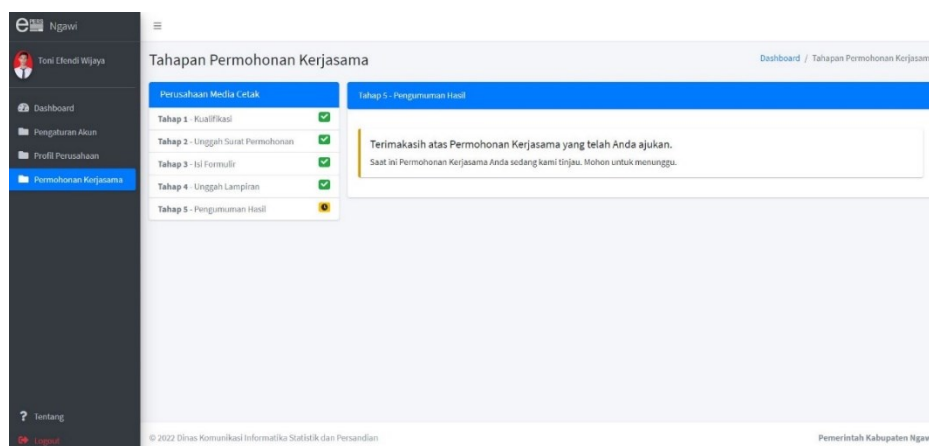 e Ngawi
Toni Efendi Wijaya
Dashboard
Pengaturan Akun
Profil Perusahaan
Permohonan Kerjasama
Tentang
Logout
Tahapan Permohonan Kerjasama
Dashboard / Tahapan Permohonan Kerjasam
Perusahaan Media Cetak
Tahap 1 - Kualifikasi
Tahap 2 - Unggah Surat Permohonan
Tahap 3 - Isi Formulir
Tahap 4 - Unggah Lampiran
Tahap 5 - Pengumuman Hasil
Tahap 5 - Pengumuman Hasil
Terimakasih atas Permohonan Kerjasama yang telah Anda ajukan.
Saat ini Permohonan Kerjasama Anda sedang kami tinjau. Mohon untuk menunggu.
© 2022 Dinas Komunikasi Informatika Statistik dan Persandian
Pemerintah Kabupaten Ngaw